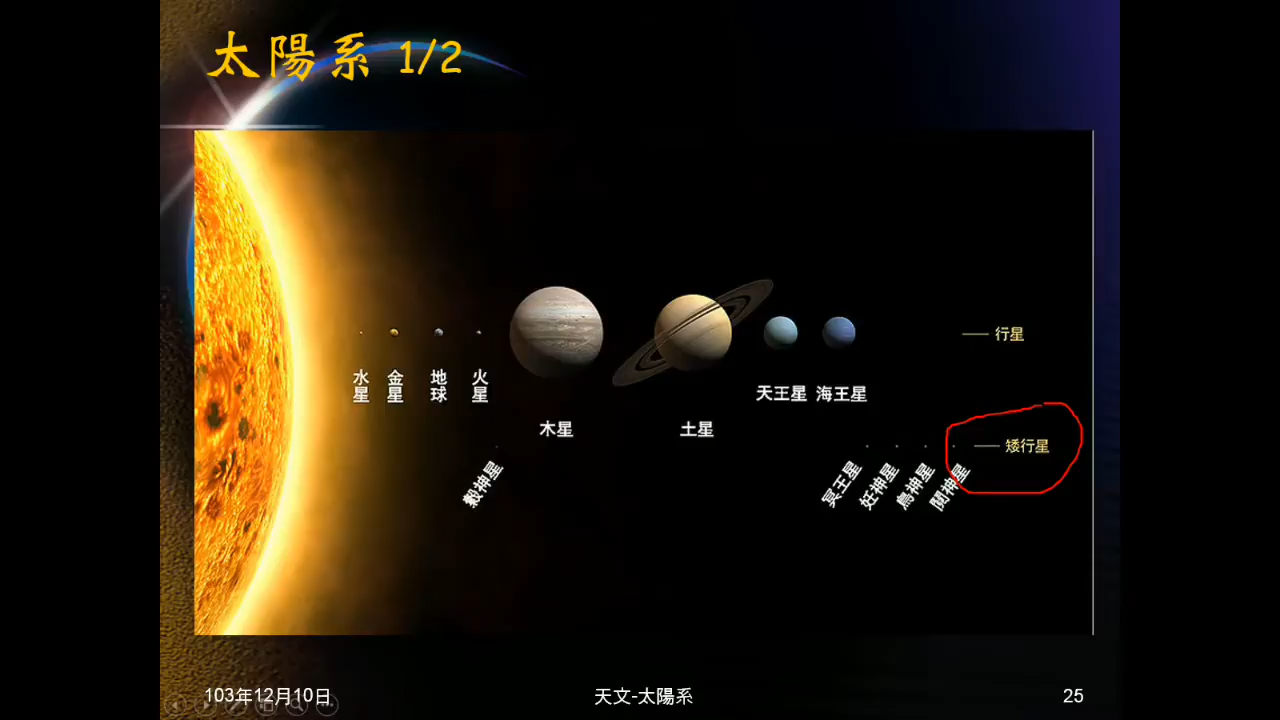 太陽系 1/2
水星
金星
地球
火星
木星
土星
天王星
海王星
行星
穀神星
冥王星
妊神星
鳥神星
鬩神星
矮行星
103年12月10日
天文-太陽系
25